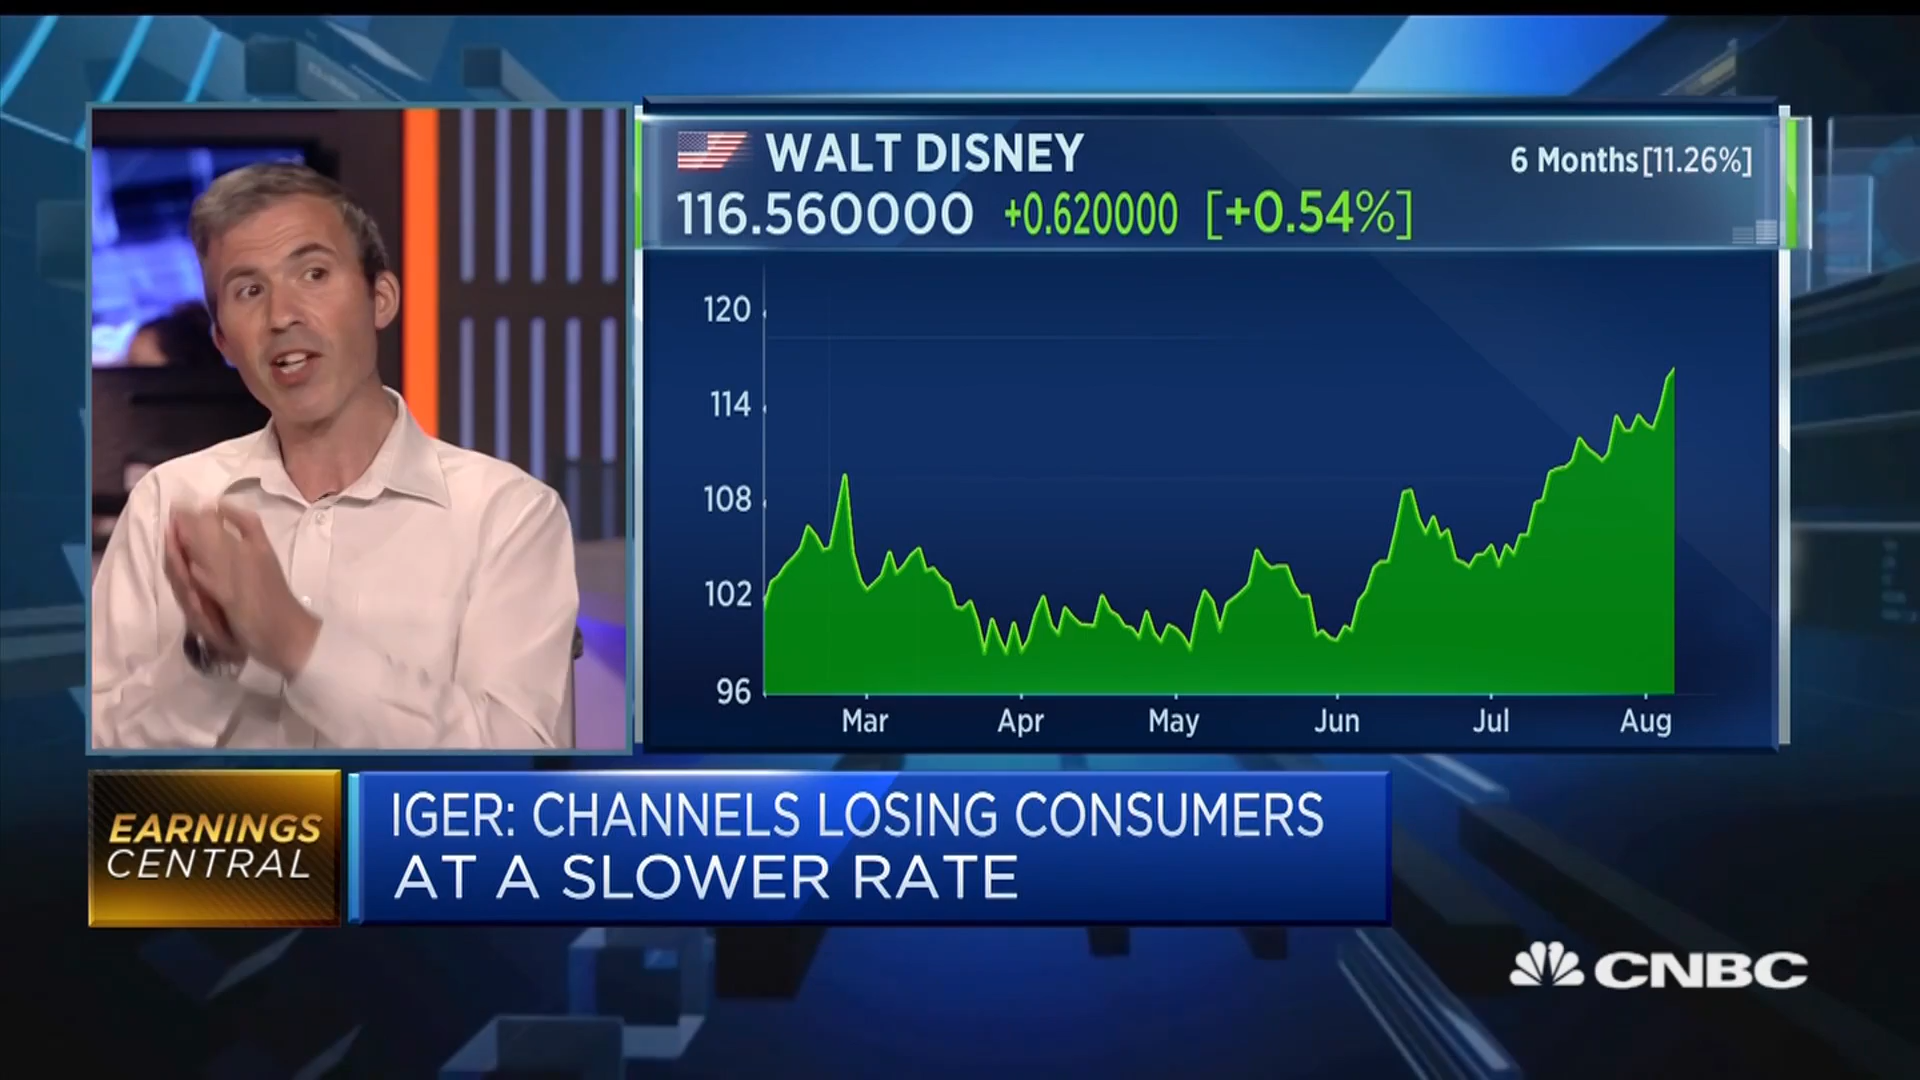 WALT DISNEY
6 Months[11.26%]
116.560000 +0.620000 [+0.54%]
120
114
108
102
96
Mar Apr May Jun Jul Aug
EARNINGS
CENTRAL
IGER: CHANNELS LOSING CONSUMERS
AT A SLOWER RATE
CNBC